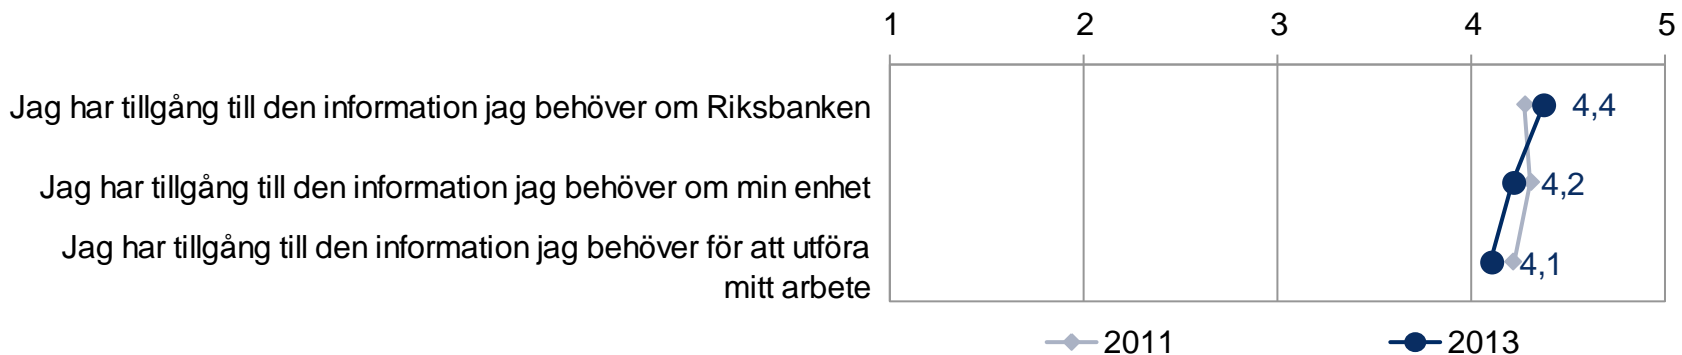 1 2 3 4 5
Jag har tillgång till den information jag behöver om Riksbanken 4,4
Jag har tillgång till den information jag behöver om min enhet 4,2
Jag har tillgång till den information jag behöver för att utföra
mitt arbete 4,1
2011 2013